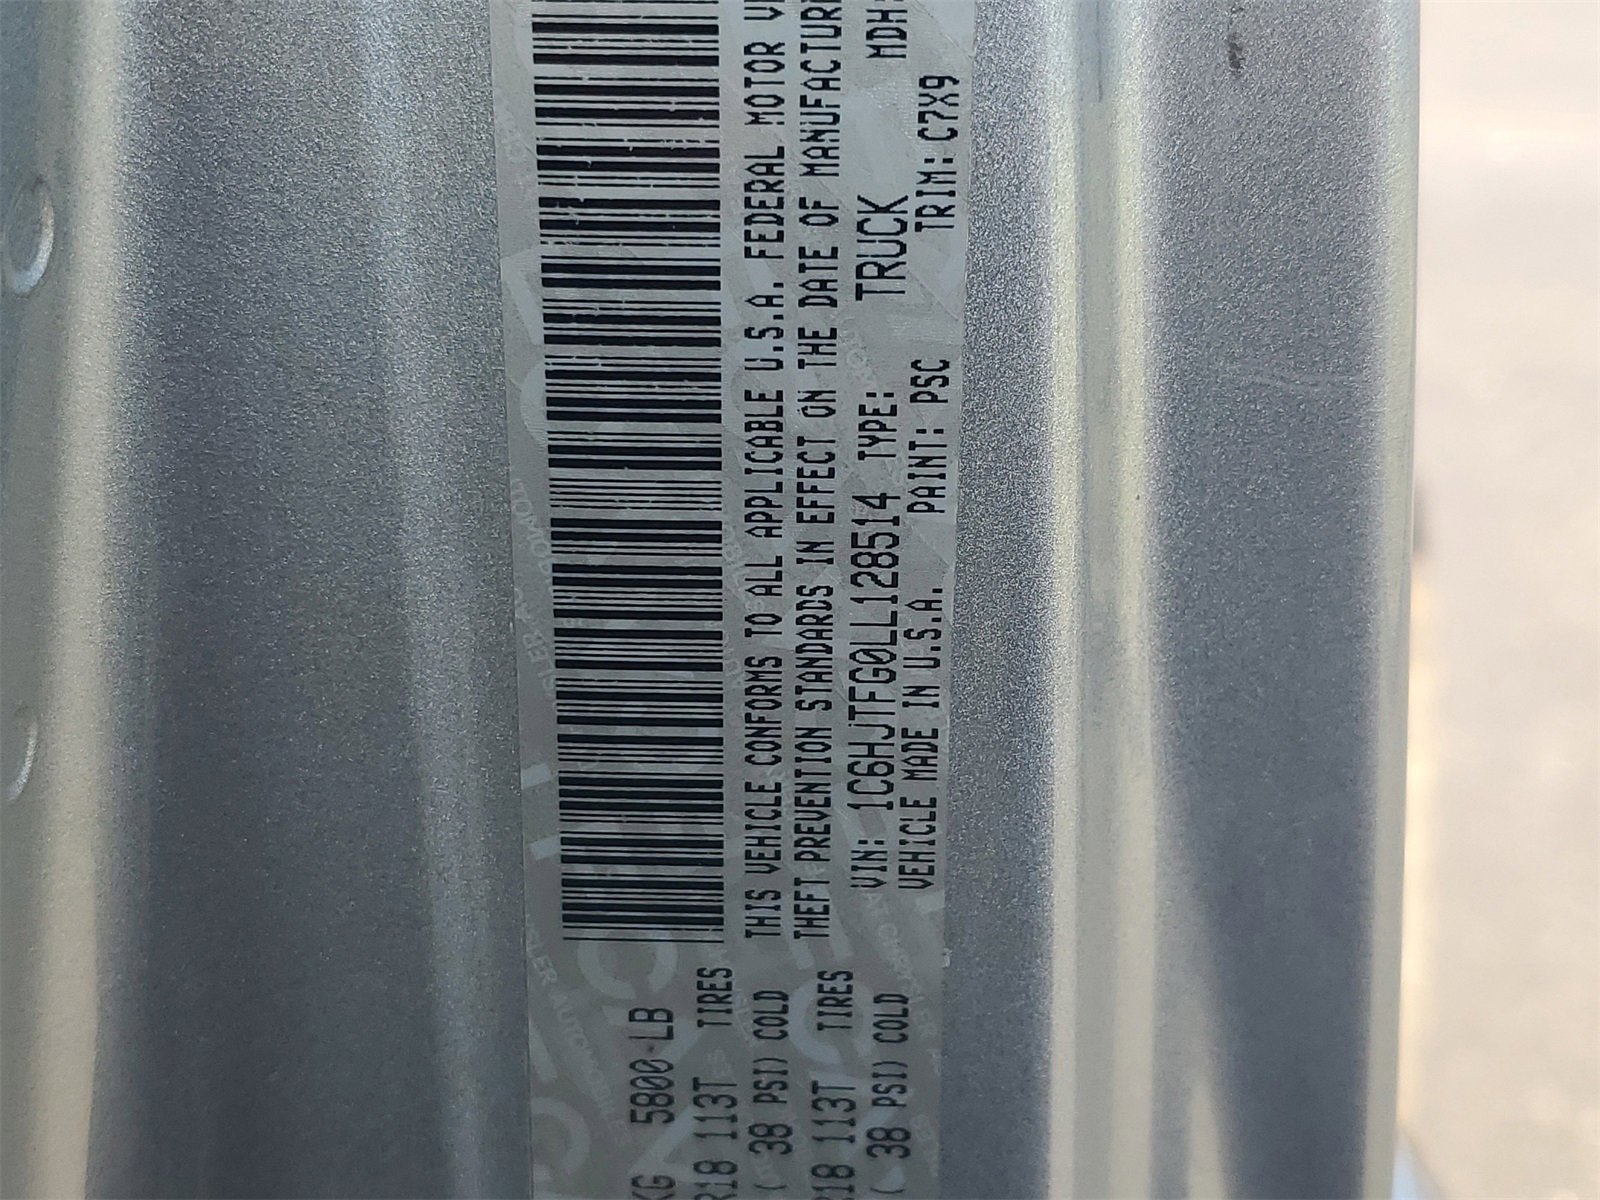 KG 5800-LB
R18 113T TIRES
( 38 PSI) COLD
R18 113T TIRES
( 38 PSI) COLD
THIS VEHICLE CONFORMS TO ALL APPLICABLE U.S.A. FEDERAL MOTOR V
THEFT PREVENTION STANDARDS IN EFFECT ON THE DATE OF MANUFACTUR
VIN: 1C6HJTFG0LL128514 TYPE: TRUCK MDH:
VEHICLE MADE IN U.S.A. PAINT: PSC TRIM: C7X9